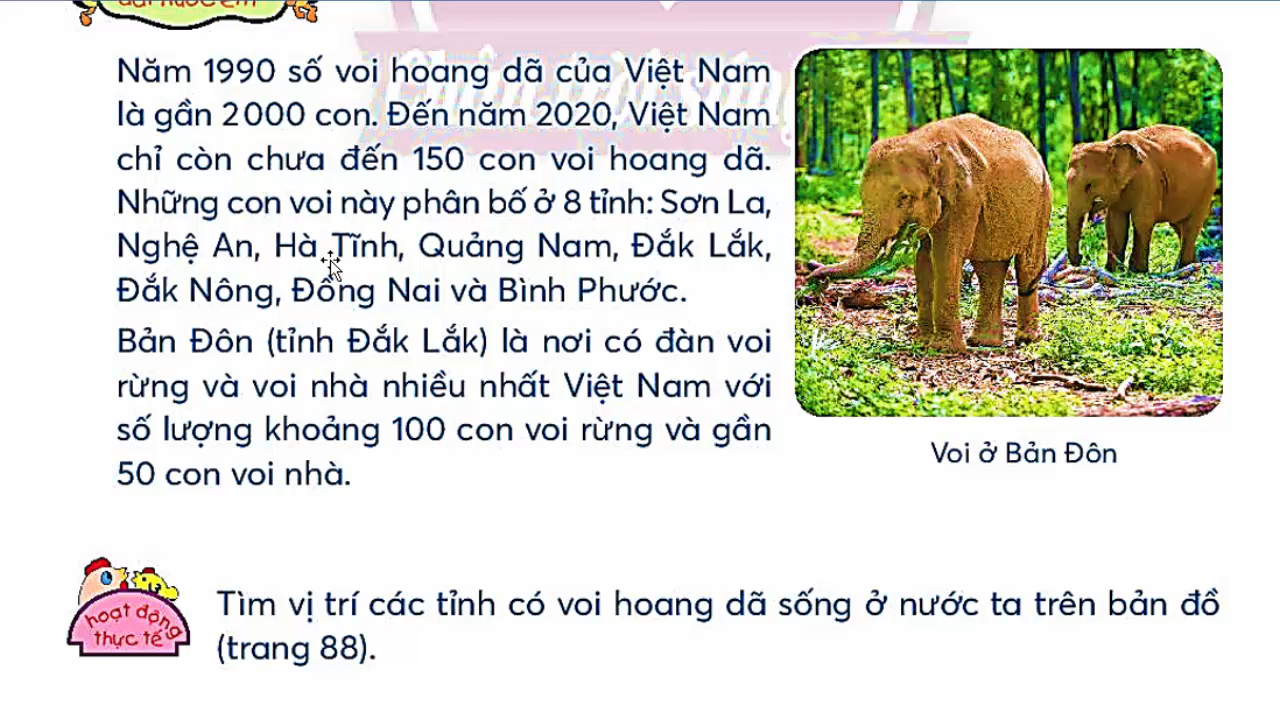 đất nước em
Năm 1990 số voi hoang dã của Việt Nam
là gần 2 000 con. Đến năm 2020, Việt Nam
chỉ còn chưa đến 150 con voi hoang dã.
Những con voi này phân bố ở 8 tỉnh: Sơn La,
Nghệ An, Hà Tĩnh, Quảng Nam, Đắk Lắk,
Đắk Nông, Đồng Nai và Bình Phước.
Bản Đôn (tỉnh Đắk Lắk) là nơi có đàn voi
rừng và voi nhà nhiều nhất Việt Nam với
số lượng khoảng 100 con voi rừng và gần
50 con voi nhà.
Voi ở Bản Đôn
hoạt động
thực tế
Tìm vị trí các tỉnh có voi hoang dã sống ở nước ta trên bản đồ
(trang 88).